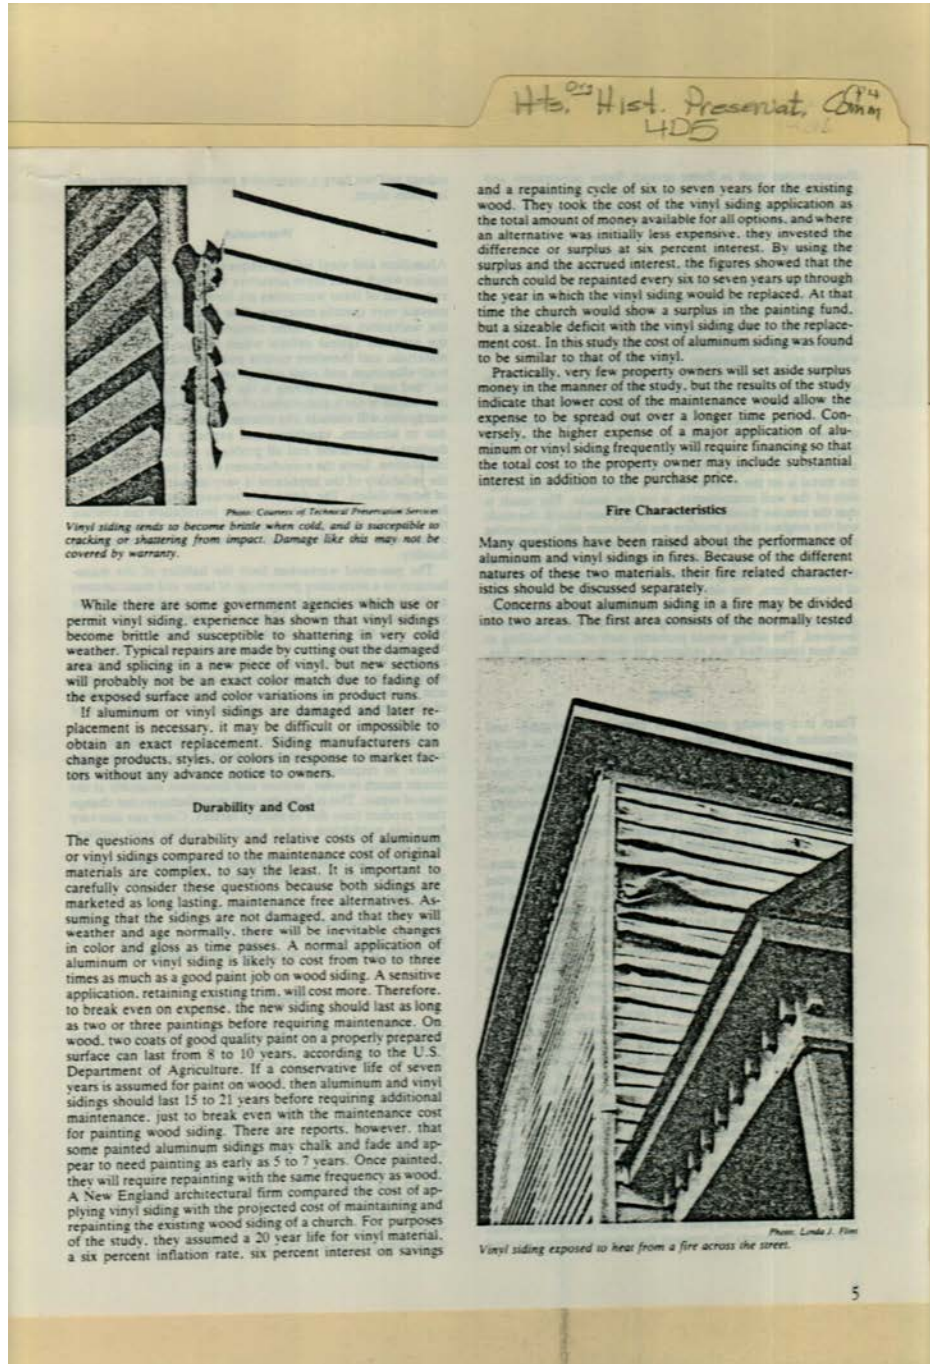 Hts. Ors Hist. Preservat. Comm
4D5
Photo: Courtesy of Technical Preservation Services
Vinyl siding tends to become brittle when cold, and is susceptible to
cracking or shattering from impact. Damage like this may not be
covered by warranty.
While there are some government agencies which use or
permit vinyl siding, experience has shown that vinyl sidings
become brittle and susceptible to shattering in very cold
weather. Typical repairs are made by cutting out the damaged
area and splicing in a new piece of vinyl, but new sections
will probably not be an exact color match due to fading of
the exposed surface and color variations in product runs.
If aluminum or vinyl sidings are damaged and later re-
placement is necessary, it may be difficult or impossible to
obtain an exact replacement. Siding manufacturers can
change products, styles, or colors in response to market fac-
tors without any advance notice to owners.
Durability and Cost
The questions of durability and relative costs of aluminum
or vinyl sidings compared to the maintenance cost of original
materials are complex, to say the least. It is important to
carefully consider these questions because both sidings are
marketed as long lasting, maintenance free alternatives. As-
suming that the sidings are not damaged, and that they will
weather and age normally, there will be inevitable changes
in color and gloss as time passes. A normal application of
aluminum or vinyl siding is likely to cost from two to three
times as much as a good paint job on wood siding. A sensitive
application, retaining existing trim, will cost more. Therefore,
to break even on expense, the new siding should last as long
as two or three paintings before requiring maintenance. On
wood, two coats of good quality paint on a properly prepared
surface can last from 8 to 10 years, according to the U.S.
Department of Agriculture. If a conservative life of seven
years is assumed for paint on wood, then aluminum and vinyl
sidings should last 15 to 21 years before requiring additional
maintenance, just to break even with the maintenance cost
for painting wood siding. There are reports, however, that
some painted aluminum sidings may chalk and fade and ap-
pear to need painting as early as 5 to 7 years. Once painted,
they will require repainting with the same frequency as wood.
A New England architectural firm compared the cost of ap-
plying vinyl siding with the projected cost of maintaining and
repainting the existing wood siding of a church. For purposes
of the study, they assumed a 20 year life for vinyl material,
a six percent inflation rate, six percent interest on savings
and a repainting cycle of six to seven years for the existing
wood. They took the cost of the vinyl siding application as
the total amount of money available for all options, and where
an alternative was initially less expensive, they invested the
difference or surplus at six percent interest. By using the
surplus and the accrued interest, the figures showed that the
church could be repainted every six to seven years up through
the year in which the vinyl siding would be replaced. At that
time the church would show a surplus in the painting fund,
but a sizeable deficit with the vinyl siding due to the replace-
ment cost. In this study the cost of aluminum siding was found
to be similar to that of the vinyl.
Practically, very few property owners will set aside surplus
money in the manner of the study, but the results of the study
indicate that lower cost of the maintenance would allow the
expense to be spread out over a longer time period. Con-
versely, the higher expense of a major application of alu-
minum or vinyl siding frequently will require financing so that
the total cost to the property owner may include substantial
interest in addition to the purchase price.
Fire Characteristics
Many questions have been raised about the performance of
aluminum and vinyl sidings in fires. Because of the different
natures of these two materials, their fire related character-
istics should be discussed separately.
Concerns about aluminum siding in a fire may be divided
into two areas. The first area consists of the normally tested
Photo: Linda J. Flint
Vinyl siding exposed to heat from a fire across the street.
5